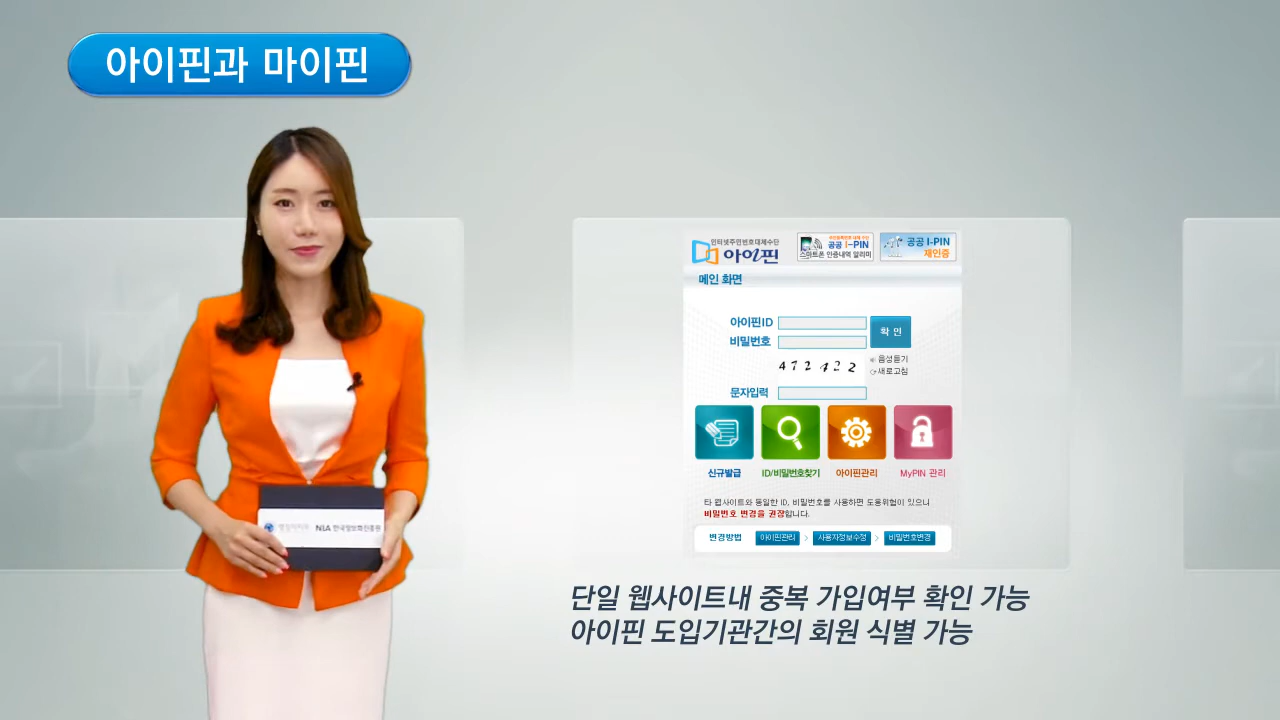 아이핀과 마이핀
인터넷주민번호대체수단
아이핀
공공 I-PIN
스마트폰 인증내역 알리미
공공 I-PIN
재인증
메인 화면
아이핀ID
비밀번호
확 인
472422
음성듣기
새로고침
문자입력
신규발급
ID/비밀번호찾기
아이핀관리
MyPIN 관리
타 웹사이트와 동일한 ID, 비밀번호를 사용하면 도용위험이 있으니
비밀번호 변경을 권장합니다.
변경방법
아이핀관리 > 사용자정보수정 > 비밀번호변경
NIA 한국정보화진흥원
단일 웹사이트내 중복 가입여부 확인 가능
아이핀 도입기관간의 회원 식별 가능